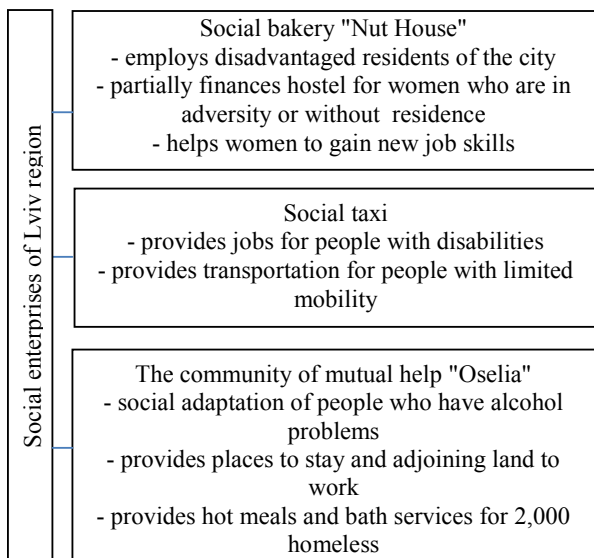 Social enterprises of Lviv region
Social bakery "Nut House"
- employs disadvantaged residents of the city
- partially finances hostel for women who are in
adversity or without residence
- helps women to gain new job skills
Social taxi
- provides jobs for people with disabilities
- provides transportation for people with limited
mobility
The community of mutual help "Oselia"
- social adaptation of people who have alcohol
problems
- provides places to stay and adjoining land to
work
- provides hot meals and bath services for 2,000
homeless